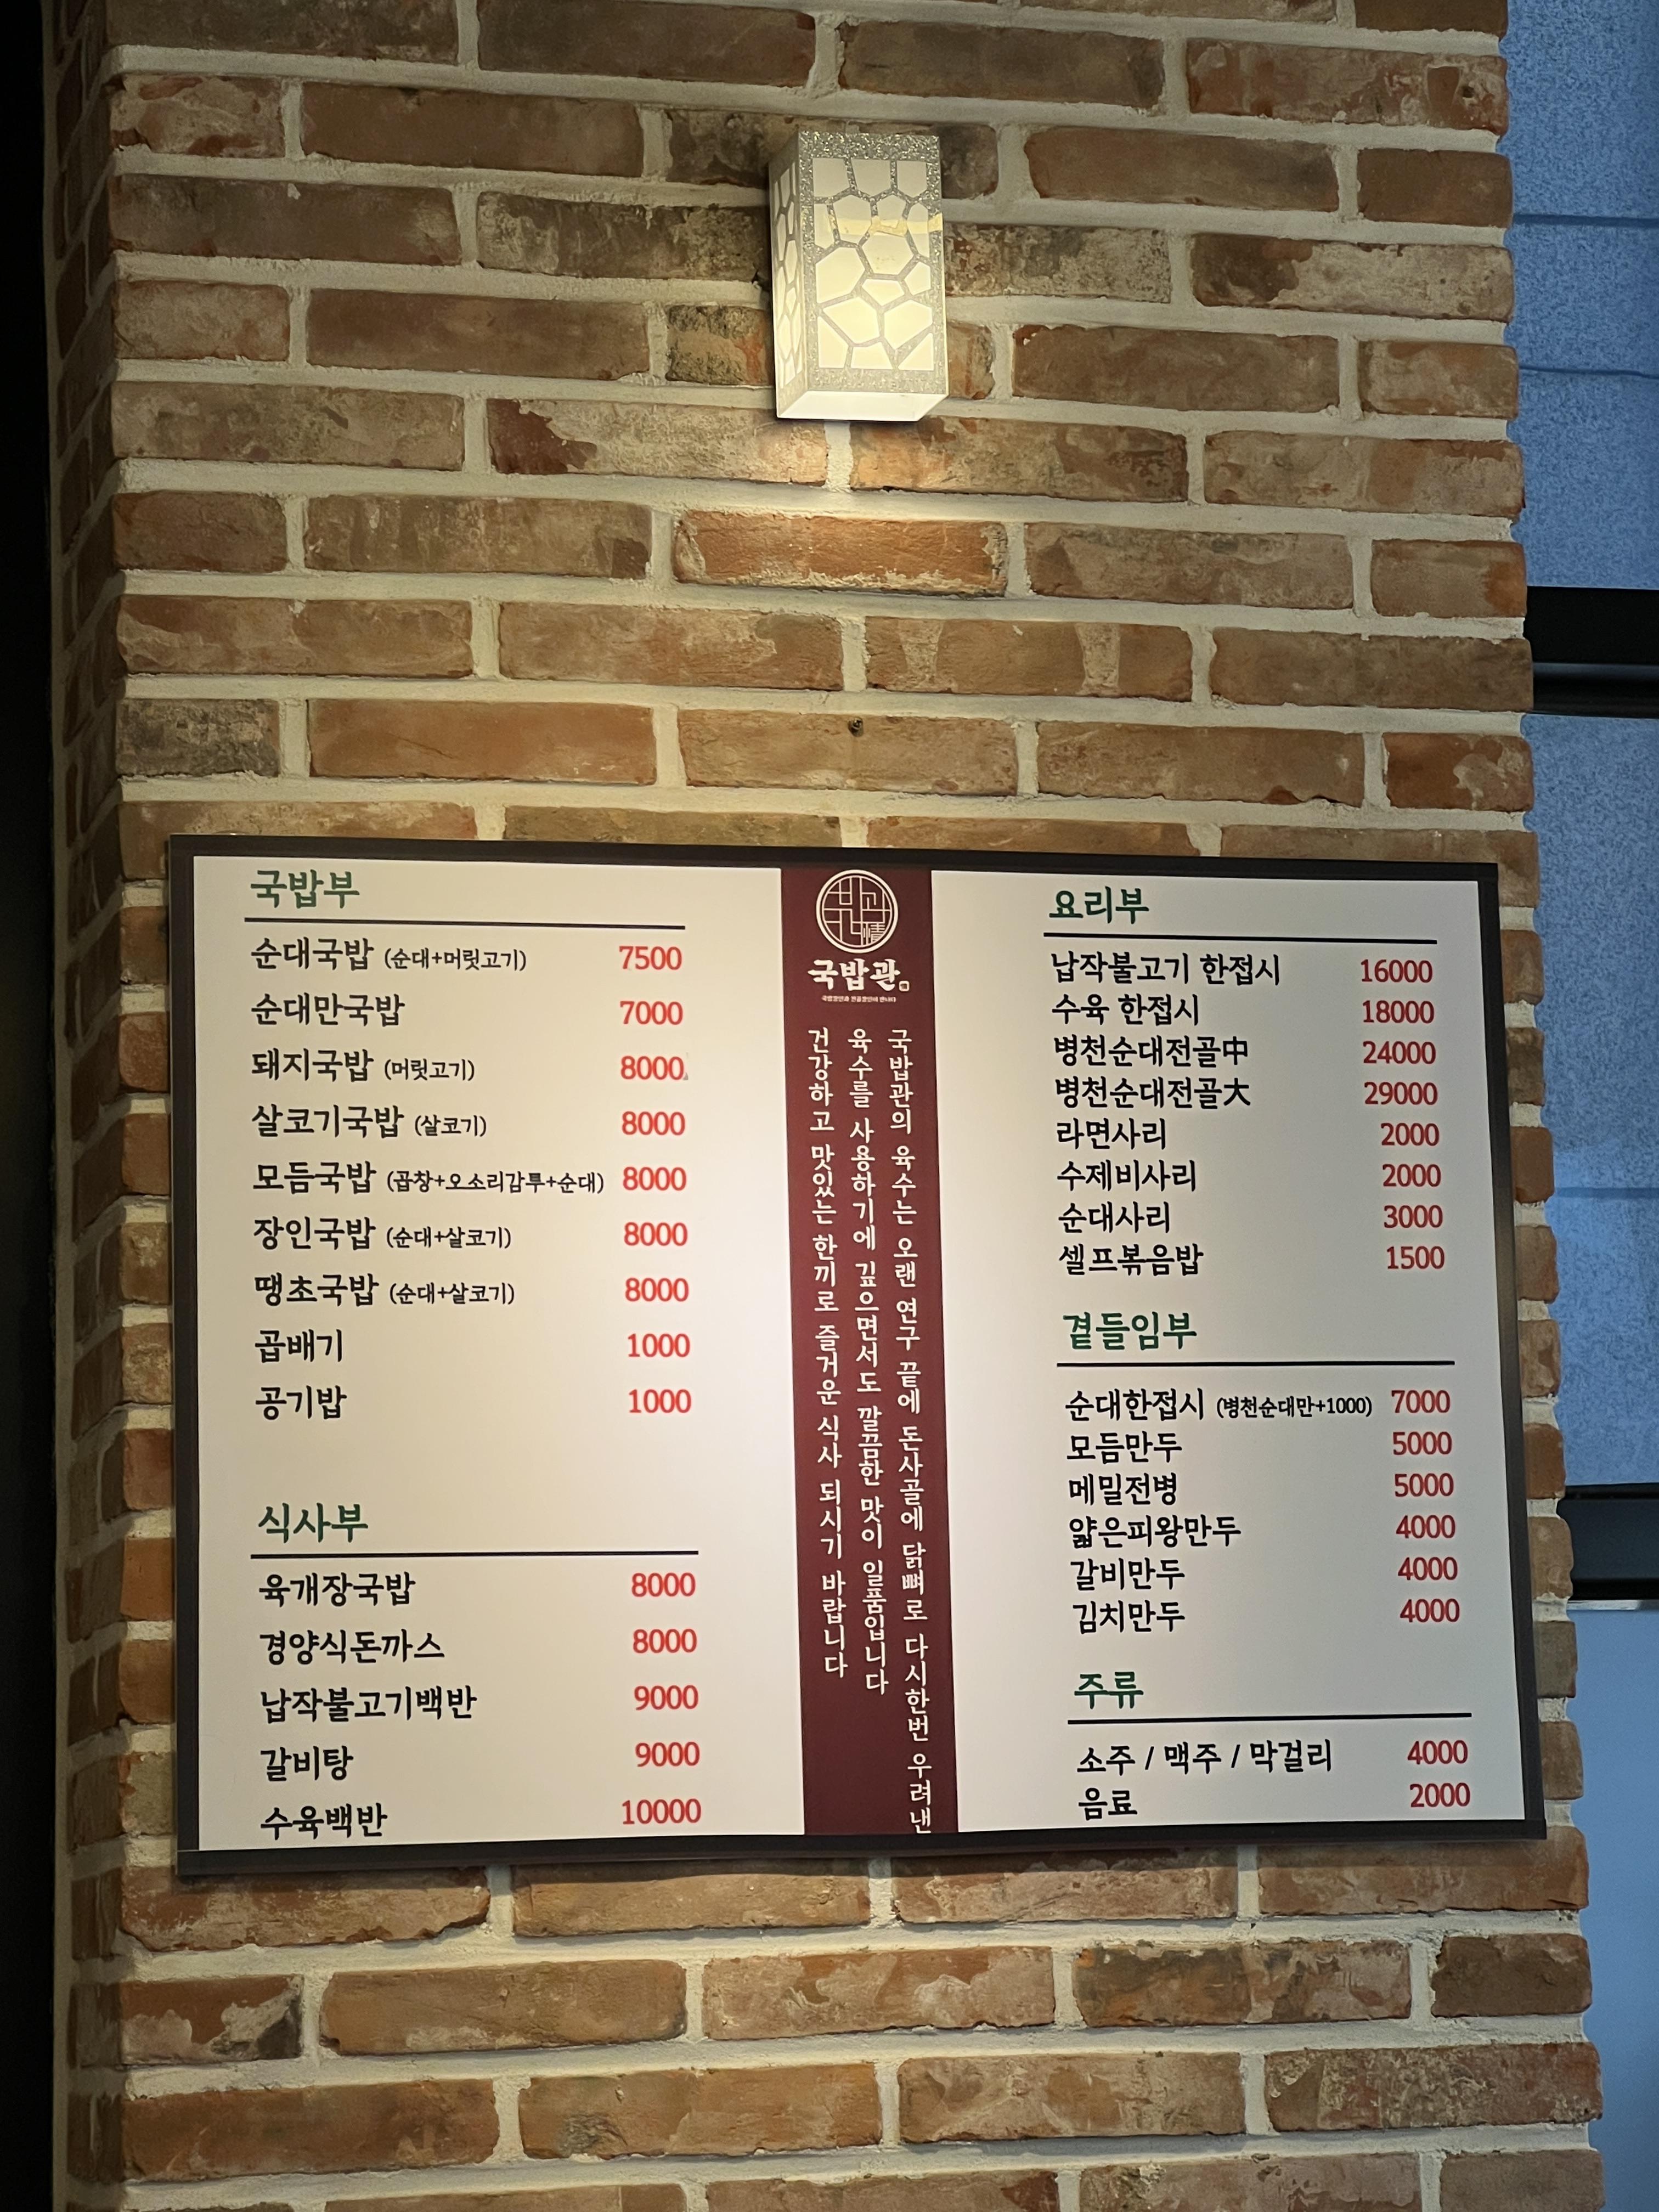 국밥부
순대국밥 (순대+머릿고기) 7500
순대만국밥 7000
돼지국밥 (머릿고기) 8000
살코기국밥 (살코기) 8000
모듬국밥 (곱창+오소리감투+순대) 8000
장인국밥 (순대+살코기) 8000
땡초국밥 (순대+살코기) 8000
곱배기 1000
공기밥 1000
식사부
육개장국밥 8000
경양식돈까스 8000
납작불고기백반 9000
갈비탕 9000
수육백반 10000
국밥관
국밥관의 육수는 오랜 연구 끝에 돈사골에 닭뼈로 다시한번 우려낸
육수를 사용하기에 깊으면서도 깔끔한 맛이 일품입니다
건강하고 맛있는 한끼로 즐거운 식사 되시기 바랍니다
요리부
납작불고기 한접시 16000
수육 한접시 18000
병천순대전골中 24000
병천순대전골大 29000
라면사리 2000
수제비사리 2000
순대사리 3000
셀프볶음밥 1500
곁들임부
순대한접시 (병천순대만+1000) 7000
모듬만두 5000
메밀전병 5000
얇은피왕만두 4000
갈비만두 4000
김치만두 4000
주류
소주 / 맥주 / 막걸리 4000
음료 2000